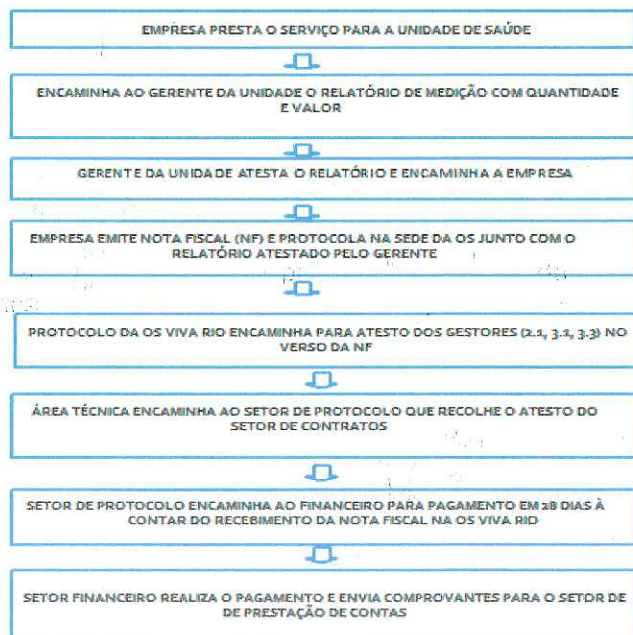 EMPRESA PRESTA O SERVIÇO PARA A UNIDADE DE SAÚDE
ENCAMINHA AO GERENTE DA UNIDADE O RELATÓRIO DE MEDIÇÃO COM QUANTIDADE
E VALOR
GERENTE DA UNIDADE ATESTA O RELATÓRIO E ENCAMINHA A EMPRESA
EMPRESA EMITE NOTA FISCAL (NF) E PROTOCOLA NA SEDE DA OS JUNTO COM O
RELATÓRIO ATESTADO PELO GERENTE
PROTOCOLO DA OS VIVA RIO ENCAMINHA PARA ATESTO DOS GESTORES (2.1, 3.1, 3.3) NO
VERSO DA NF
ÁREA TÉCNICA ENCAMINHA AO SETOR DE PROTOCOLO QUE RECOLHE O ATESTO DO
SETOR DE CONTRATOS
SETOR DE PROTOCOLO ENCAMINHA AO FINANCEIRO PARA PAGAMENTO EM 28 DIAS À
CONTAR DO RECEBIMENTO DA NOTA FISCAL NA OS VIVA RIO
SETOR FINANCEIRO REALIZA O PAGAMENTO E ENVIA COMPROVANTES PARA O SETOR DE
DE PRESTAÇÃO DE CONTAS